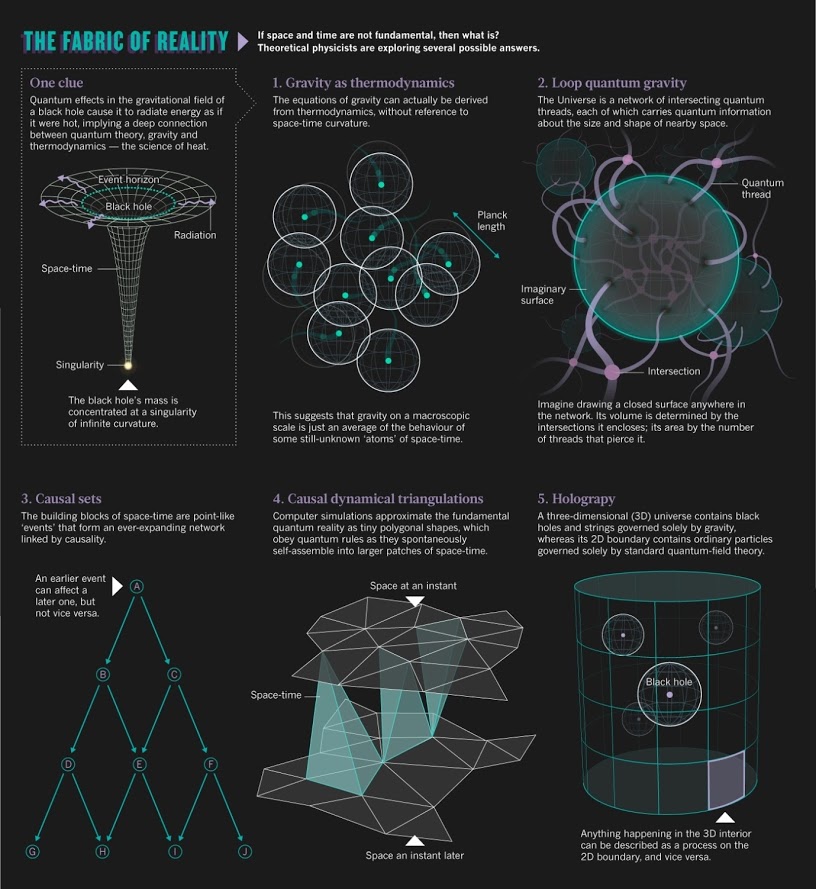 THE FABRIC OF REALITY
If space and time are not fundamental, then what is?
Theoretical physicists are exploring several possible answers.
One clue
Quantum effects in the gravitational field of
a black hole cause it to radiate energy as if
it were hot, implying a deep connection
between quantum theory, gravity and
thermodynamics — the science of heat.
Event horizon
Black hole
Radiation
Space-time
Singularity
The black hole's mass is
concentrated at a singularity
of infinite curvature.
1. Gravity as thermodynamics
The equations of gravity can actually be derived
from thermodynamics, without reference to
space-time curvature.
Planck
length
This suggests that gravity on a macroscopic
scale is just an average of the behaviour of
some still-unknown 'atoms' of space-time.
2. Loop quantum gravity
The Universe is a network of intersecting quantum
threads, each of which carries quantum information
about the size and shape of nearby space.
Quantum
thread
Imaginary
surface
Intersection
Imagine drawing a closed surface anywhere in
the network. Its volume is determined by the
intersections it encloses; its area by the number
of threads that pierce it.
3. Causal sets
The building blocks of space-time are point-like
'events' that form an ever-expanding network
linked by causality.
An earlier event
can affect a
later one, but
not vice versa.
A
B C
D E F
G H I J
4. Causal dynamical triangulations
Computer simulations approximate the fundamental
quantum reality as tiny polygonal shapes, which
obey quantum rules as they spontaneously
self-assemble into larger patches of space-time.
Space at an instant
Space-time
Space an instant later
5. Holograpy
A three-dimensional (3D) universe contains black
holes and strings governed solely by gravity,
whereas its 2D boundary contains ordinary particles
governed solely by standard quantum-field theory.
Black hole
Anything happening in the 3D interior
can be described as a process on the
2D boundary, and vice versa.